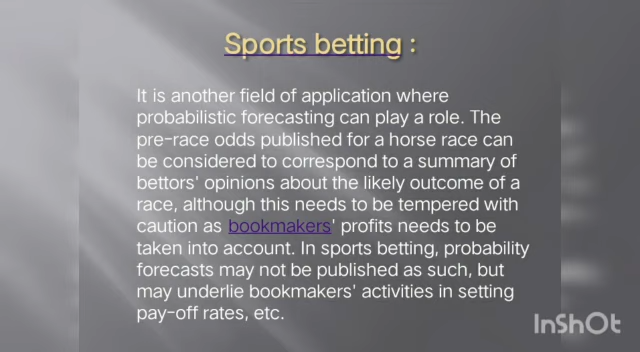 Sports betting :
It is another field of application where
probabilistic forecasting can play a role. The
pre-race odds published for a horse race can
be considered to correspond to a summary of
bettors' opinions about the likely outcome of a
race, although this needs to be tempered with
caution as bookmakers' profits needs to be
taken into account. In sports betting, probability
forecasts may not be published as such, but
may underlie bookmakers' activities in setting
pay-off rates, etc.
InShOt